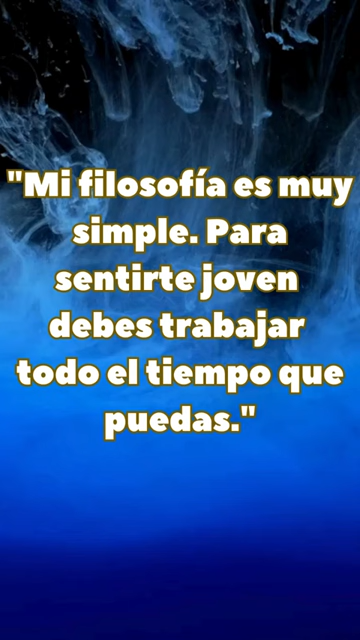 "Mi filosofía es muy
simple. Para
sentirte joven
debes trabajar
todo el tiempo que
puedas."